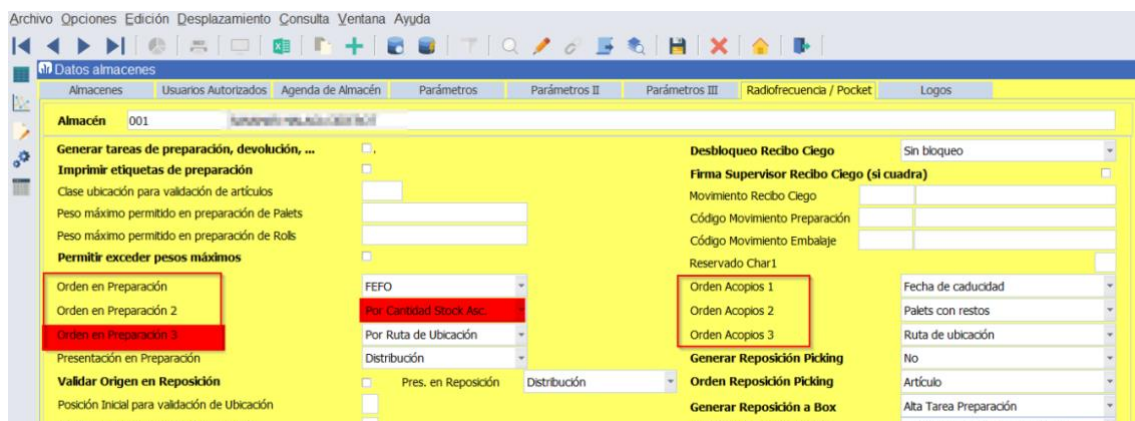 Archivo Opciones Edición Desplazamiento Consulta Ventana Ayuda
Datos almacenes
Almacenes Usuarios Autorizados Agenda de Almacén Parámetros Parámetros II Parámetros III Radiofrecuencia / Pocket Logos
Almacén 001
Generar tareas de preparación, devolución, ... Desbloqueo Recibo Ciego Sin bloqueo
Imprimir etiquetas de preparación Firma Supervisor Recibo Ciego (si cuadra)
Clase ubicación para validación de artículos Movimiento Recibo Ciego
Peso máximo permitido en preparación de Palets Código Movimiento Preparación
Peso máximo permitido en preparación de Rolls Código Movimiento Embalaje
Permitir exceder pesos máximos Reservado Char1
Orden en Preparación FEFO Orden Acopios 1 Fecha de caducidad
Orden en Preparación 2 Por Cantidad Stock Asc. Orden Acopios 2 Palets con restos
Orden en Preparación 3 Por Ruta de Ubicación Orden Acopios 3 Ruta de ubicación
Presentación en Preparación Distribución Generar Reposición Picking No
Validar Origen en Reposición Pres. en Reposición Distribución Orden Reposición Picking Artículo
Posición Inicial para validación de Ubicación Generar Reposición a Box Alta Tarea Preparación